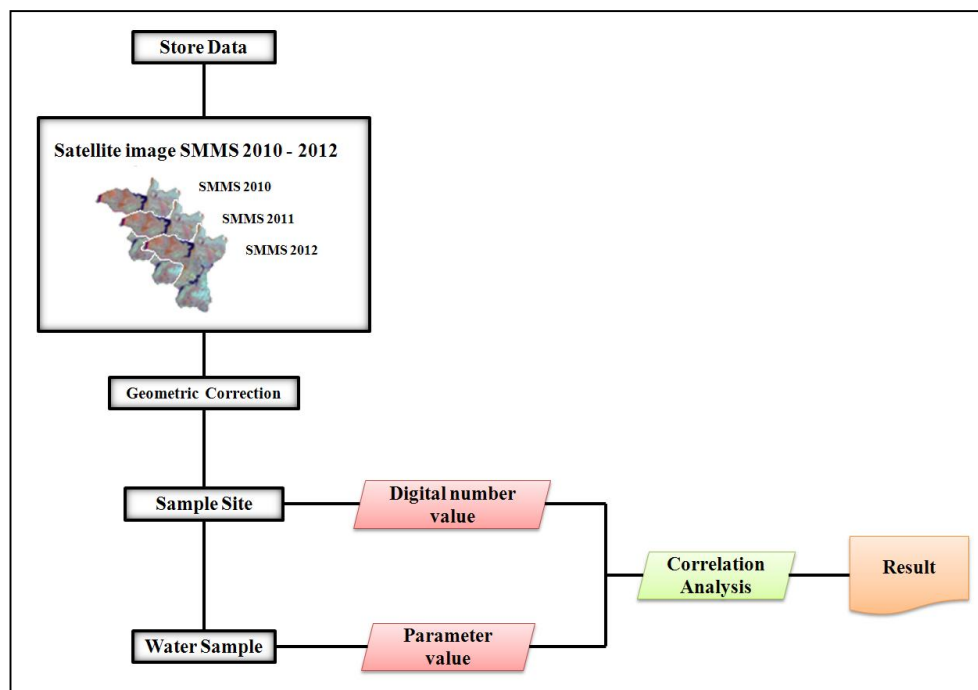 Store Data
Satellite image SMMS 2010 - 2012
SMMS 2010
SMMS 2011
SMMS 2012
Geometric Correction
Sample Site
Digital number
value
Correlation
Analysis
Result
Water Sample
Parameter
value